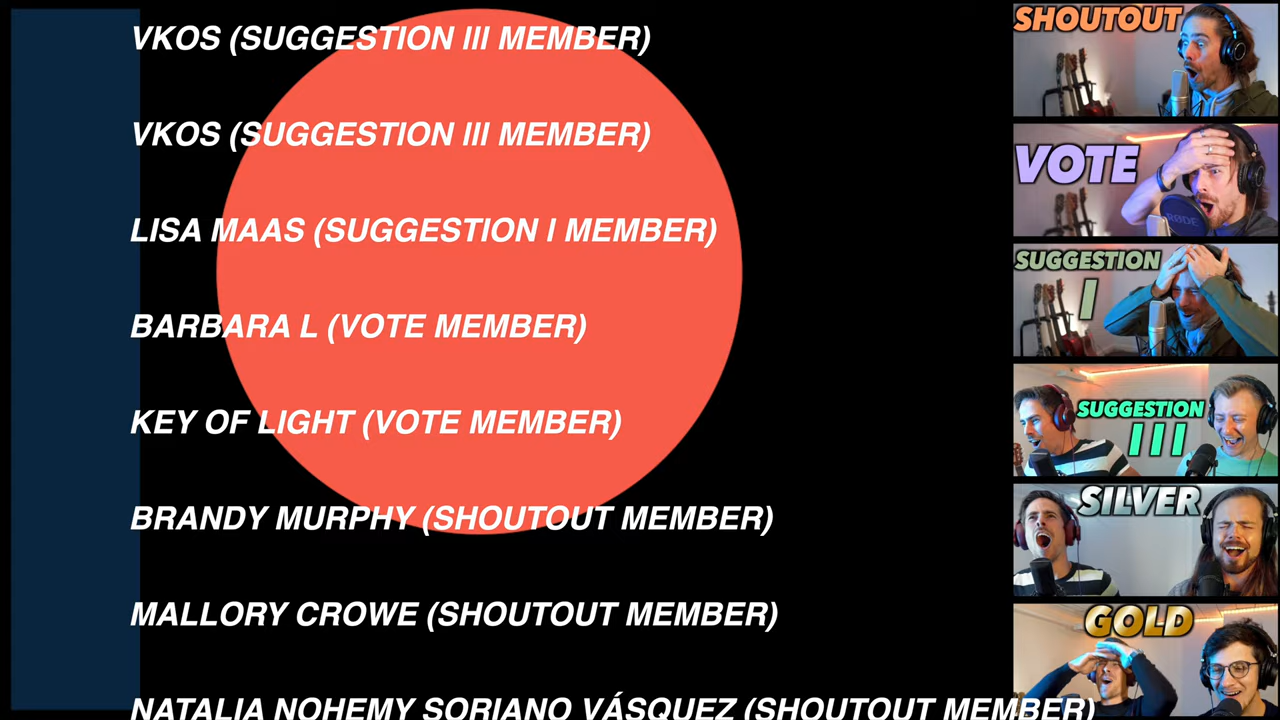 VKOS (SUGGESTION III MEMBER)
VKOS (SUGGESTION III MEMBER)
LISA MAAS (SUGGESTION I MEMBER)
BARBARA L (VOTE MEMBER)
KEY OF LIGHT (VOTE MEMBER)
BRANDY MURPHY (SHOUTOUT MEMBER)
MALLORY CROWE (SHOUTOUT MEMBER)
NATALIA NOHEMY SORIANO VÁSQUEZ (SHOUTOUT MEMBER)
SHOUTOUT
VOTE
RØDE
SUGGESTION
I
SUGGESTION
III
SILVER
GOLD